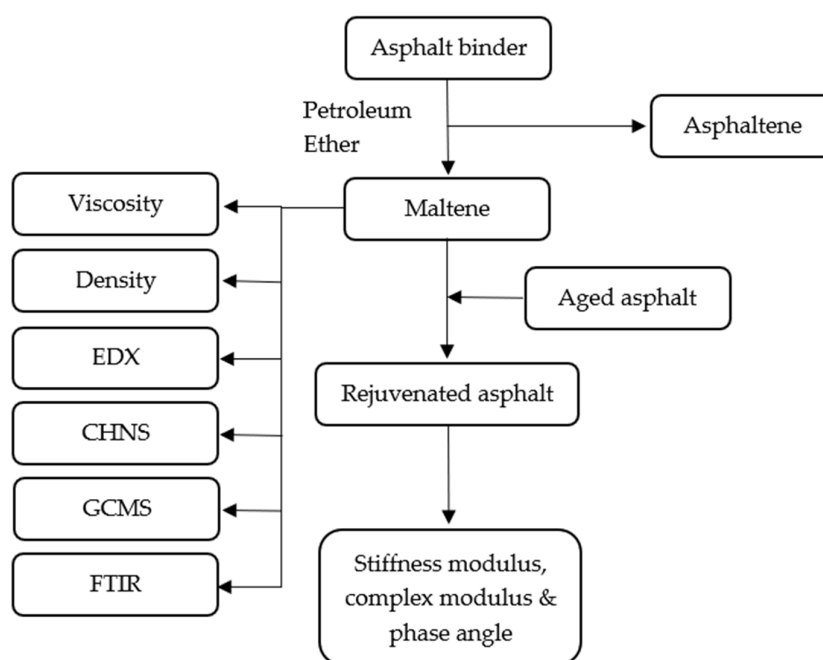 Asphalt binder
Petroleum
Ether
Asphaltene
Maltene
Viscosity
Density
EDX
CHNS
GCMS
FTIR
Aged asphalt
Rejuvenated asphalt
Stiffness modulus,
complex modulus &
phase angle